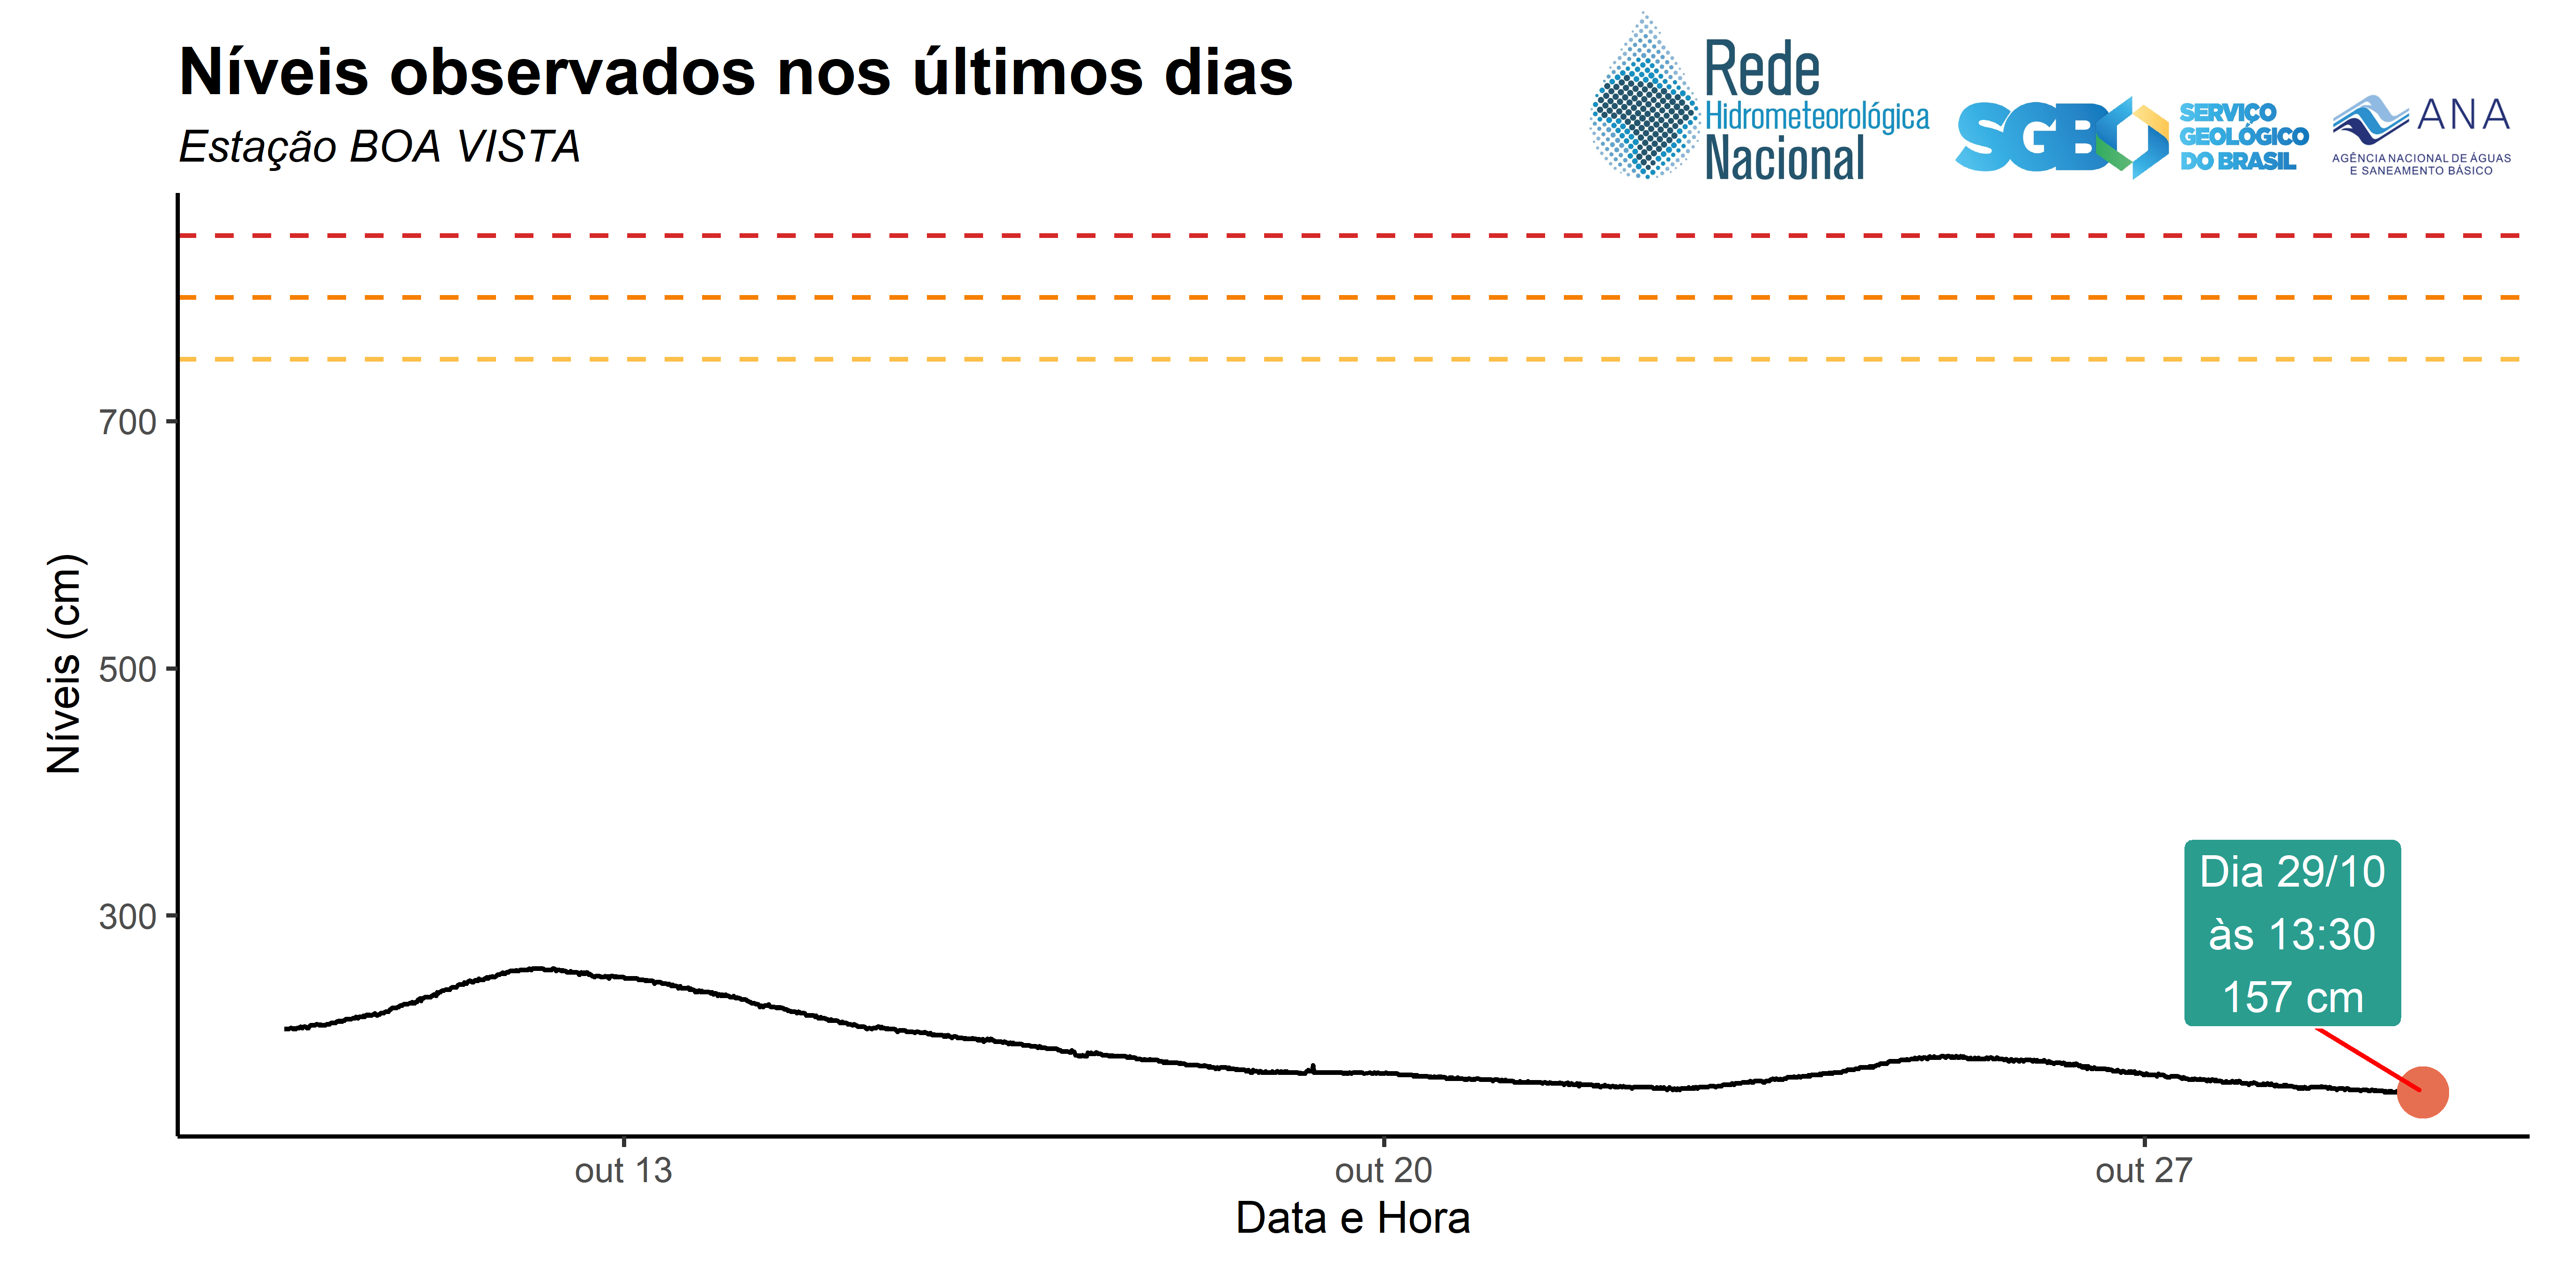 Níveis observados nos últimos dias
Estação BOA VISTA
Rede
Hidrometeorológica
Nacional
SGB
SERVIÇO
GEOLÓGICO
DO BRASIL
ANA
AGÊNCIA NACIONAL DE ÁGUAS
E SANEAMENTO BÁSICO
Níveis (cm)
700
500
300
Dia 29/10
às 13:30
157 cm
out 13
out 20
out 27
Data e Hora